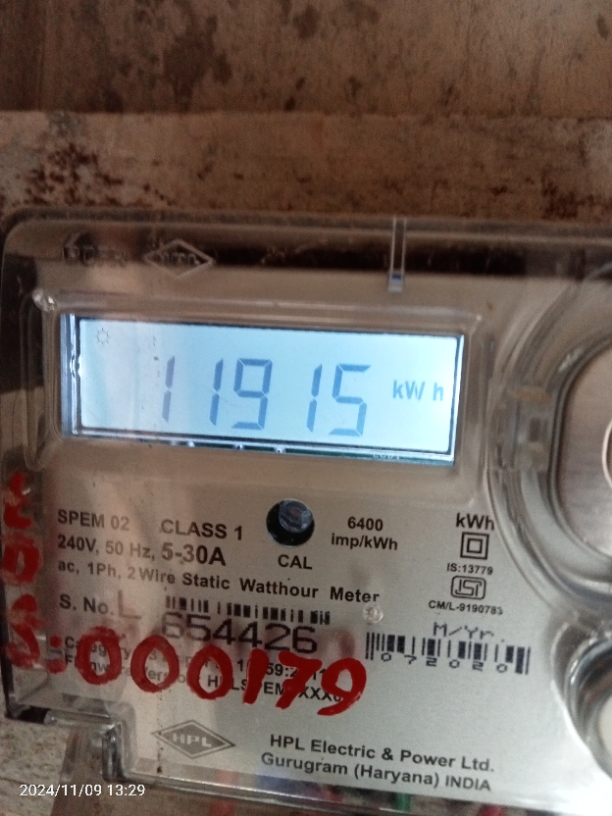 11915 kWh
SPEM 02 CLASS 1
240V, 50 Hz, 5-30A
ac, 1Ph, 2 Wire Static Watthour Meter
CAL
6400
imp/kWh
kWh
IS:13779
ISI
CM/L-9190783
S. No. L 654426
M/Yr.
072020
000179
HPL
HPL Electric & Power Ltd.
Gurugram (Haryana) INDIA
2024/11/09 13:29